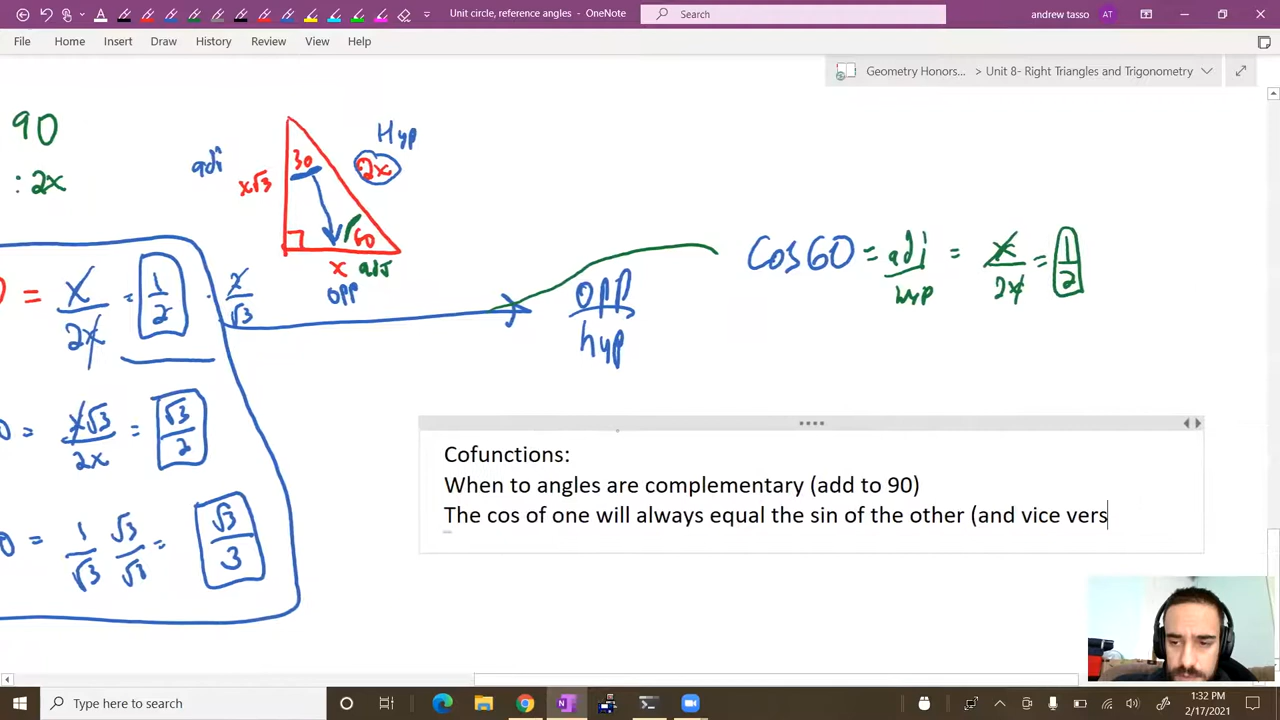 Unit circle, reference angles - OneNote
Search
andrew tasso
AT
File Home Insert Draw History Review View Help
Geometry Honors... > Unit 8- Right Triangles and Trigonometry
90
: 2x
Hyp
adj
30
2x
x√3
60
x adj
opp
= x/2x = 1/2 · x/√3
opp/hyp
Cos60 = adj/hyp = x/2x = 1/2
0 = x√3/2x = √3/2
0 = 1/√3 √3/√3 = √3/3
Cofunctions:
When to angles are complementary (add to 90)
The cos of one will always equal the sin of the other (and vice vers
Type here to search
1:32 PM
2/17/2021